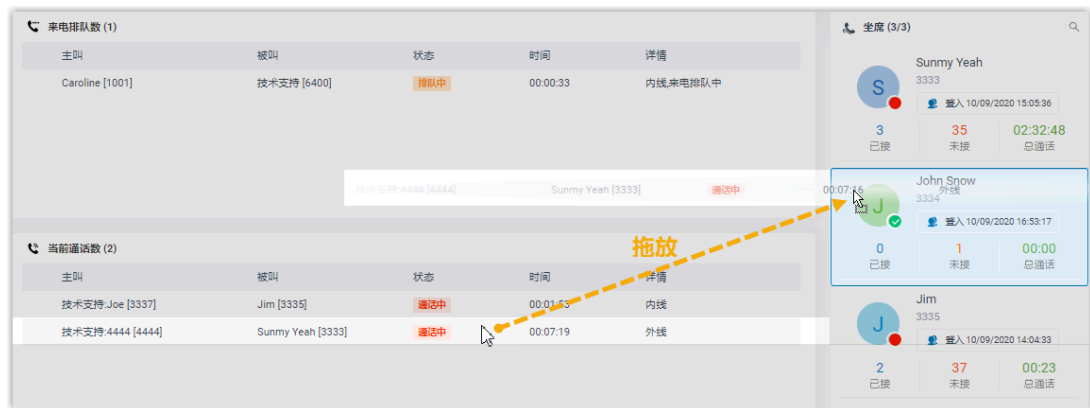 来电排队数 (1)
主叫 被叫 状态 时间 详情
Caroline [1001] 技术支持 [6400] 排队中 00:00:33 内线,来电排队中
技术支持:4444 [4444] Sunmy Yeah [3333] 通话中 00:07:16 外线
当前通话数 (2)
拖放
主叫 被叫 状态 时间 详情
技术支持:Joe [3337] Jim [3335] 通话中 00:01:53 内线
技术支持:4444 [4444] Sunmy Yeah [3333] 通话中 00:07:19 外线
坐席 (3/3)
Sunmy Yeah
S
3333
登入 10/09/2020 15:05:36
3 35 02:32:48
已接 未接 总通话
John Snow
J
3334
登入 10/09/2020 16:53:17
0 1 00:00
已接 未接 总通话
Jim
J
3335
登入 10/09/2020 14:04:33
2 37 00:23
已接 未接 总通话